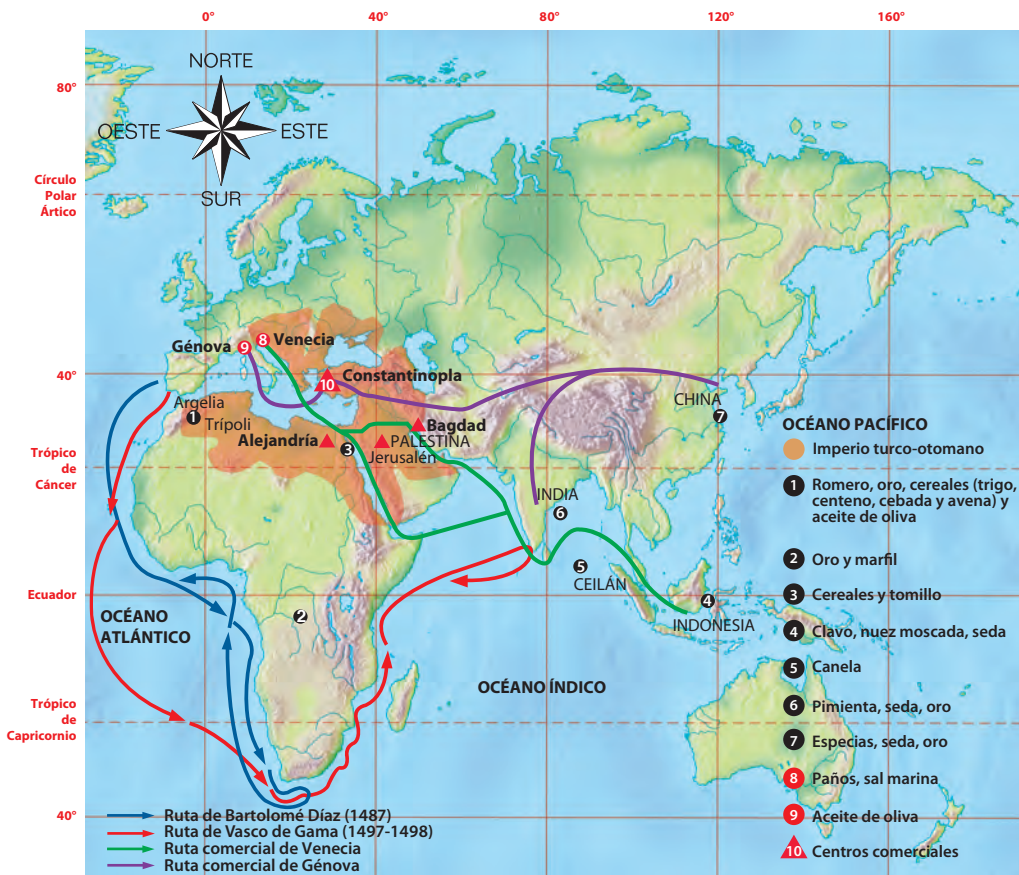 0°
40°
80°
120°
160°
80°
NORTE
OESTE
ESTE
SUR
Círculo
Polar
Ártico
40°
Génova
9
8
Venecia
10
Constantinopla
Argelia
1
Trípoli
Alejandría
3
Bagdad
PALESTINA
Jerusalén
CHINA
7
INDIA
6
5
CEILÁN
4
INDONESIA
2
Trópico
de
Cáncer
Ecuador
OCÉANO
ATLÁNTICO
OCÉANO ÍNDICO
Trópico
de
Capricornio
40°
OCÉANO PACÍFICO
Imperio turco-otomano
1 Romero, oro, cereales (trigo,
centeno, cebada y avena) y
aceite de oliva
2 Oro y marfil
3 Cereales y tomillo
4 Clavo, nuez moscada, seda
5 Canela
6 Pimienta, seda, oro
7 Especias, seda, oro
8 Paños, sal marina
9 Aceite de oliva
10 Centros comerciales
Ruta de Bartolomé Díaz (1487)
Ruta de Vasco de Gama (1497-1498)
Ruta comercial de Venecia
Ruta comercial de Génova